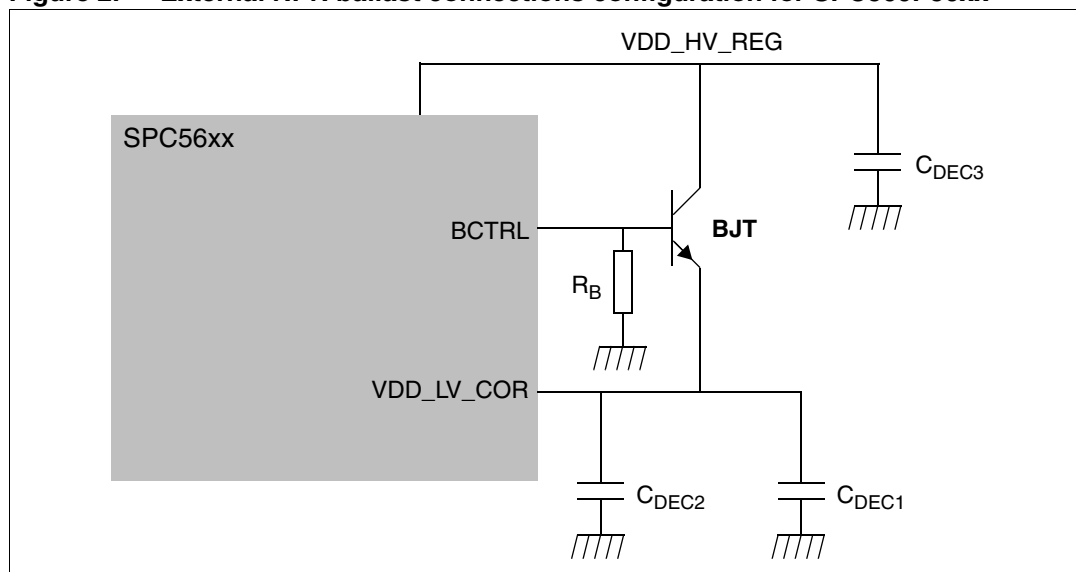 VDD_HV_REG
SPC56xx
CDEC3
BCTRL
BJT
RB
VDD_LV_COR
CDEC2
CDEC1